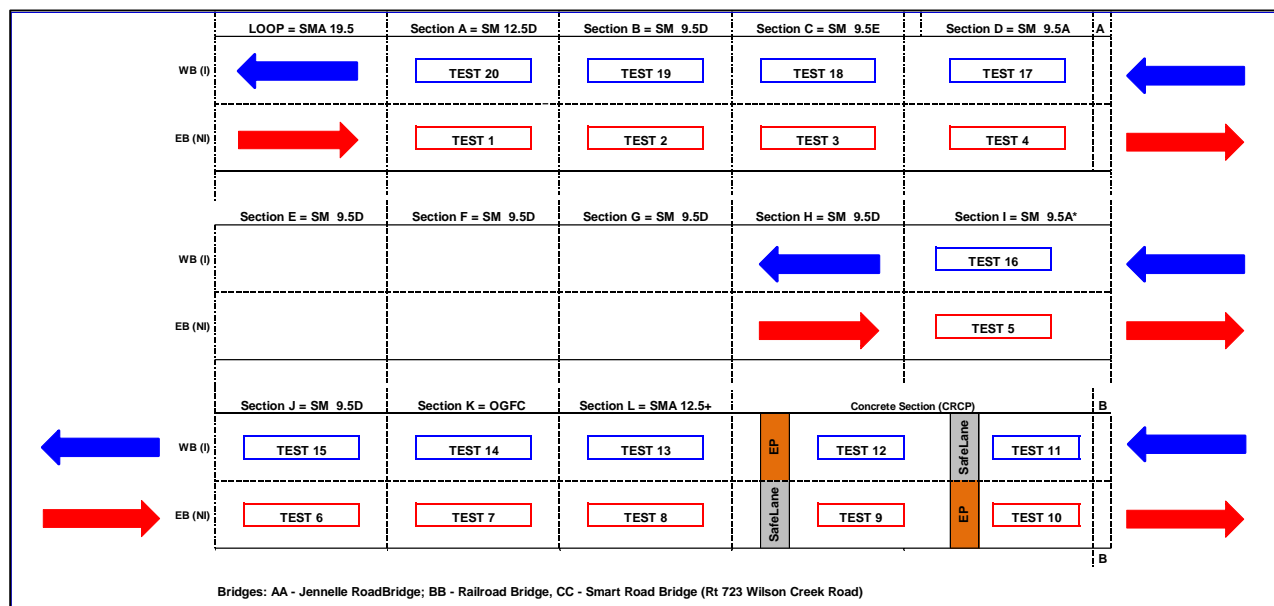 LOOP = SMA 19.5 Section A = SM 12.5D Section B = SM 9.5D Section C = SM 9.5E Section D = SM 9.5A A
WB (I) TEST 20 TEST 19 TEST 18 TEST 17
EB (NI) TEST 1 TEST 2 TEST 3 TEST 4
Section E = SM 9.5D Section F = SM 9.5D Section G = SM 9.5D Section H = SM 9.5D Section I = SM 9.5A*
WB (I) TEST 16
EB (NI) TEST 5
Section J = SM 9.5D Section K = OGFC Section L = SMA 12.5+ Concrete Section (CRCP) B
WB (I) TEST 15 TEST 14 TEST 13 EP TEST 12 SafeLane TEST 11
EB (NI) TEST 6 TEST 7 TEST 8 SafeLane TEST 9 EP TEST 10
B
Bridges: AA - Jennelle RoadBridge; BB - Railroad Bridge, CC - Smart Road Bridge (Rt 723 Wilson Creek Road)